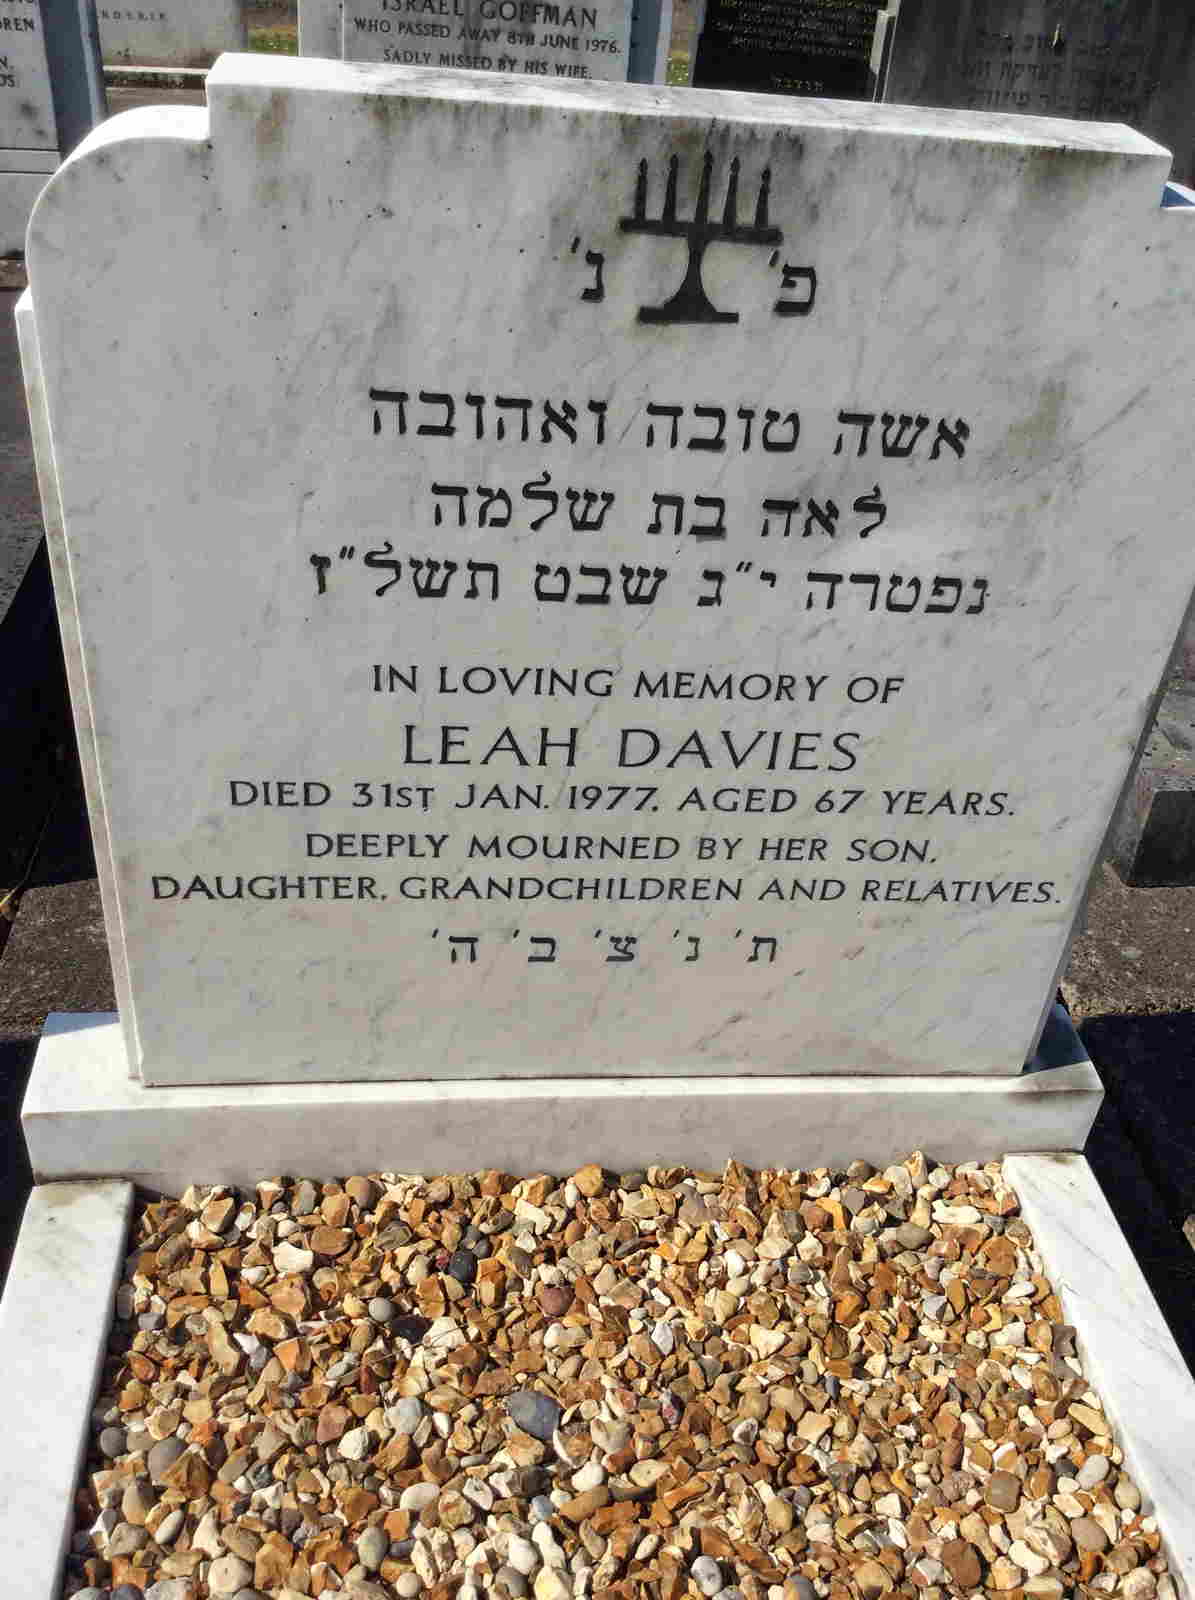 DREN
N.
DS
R.D.S.R.I.P.
ISRAEL GOFFMAN
WHO PASSED AWAY 8TH JUNE 1976.
SADLY MISSED BY HIS WIFE,
פ׳ נ׳
אשה טובה ואהובה
לאה בת שלמה
נפטרה י״ג שבט תשל״ז
IN LOVING MEMORY OF
LEAH DAVIES
DIED 31ST JAN. 1977. AGED 67 YEARS.
DEEPLY MOURNED BY HER SON,
DAUGHTER, GRANDCHILDREN AND RELATIVES.
ת׳ נ׳ צ׳ ב׳ ה׳